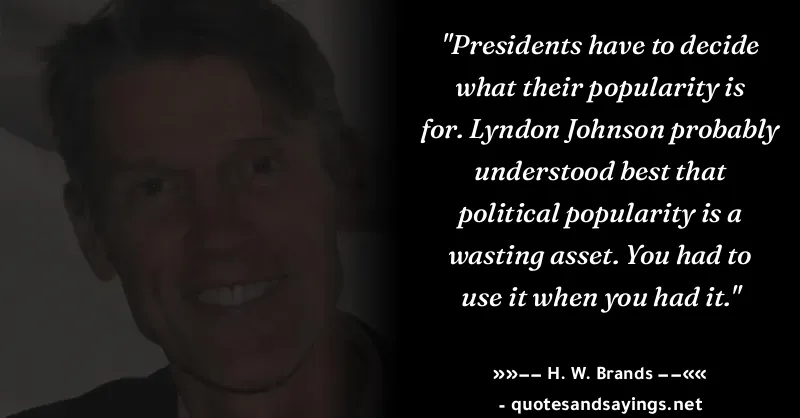 "Presidents have to decide
what their popularity is
for. Lyndon Johnson probably
understood best that
political popularity is a
wasting asset. You had to
use it when you had it."
»»–– H. W. Brands ––««
- quotesandsayings.net